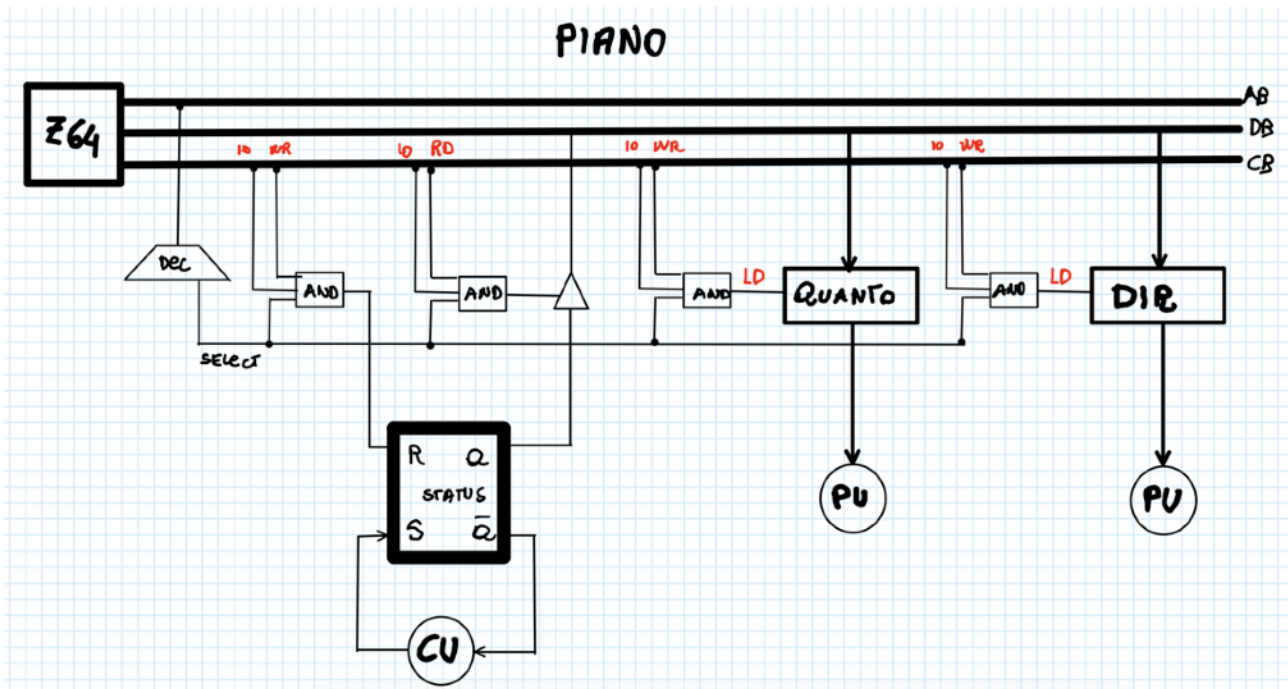 PIANO
Z64
AB
DB
CB
IO WR
IO RD
IO WR
IO WR
DEC
AND
AND
AND
LD
QUANTO
AND
LD
DIR
SELECT
R Q
STATUS
S Q̅
PU
PU
CU